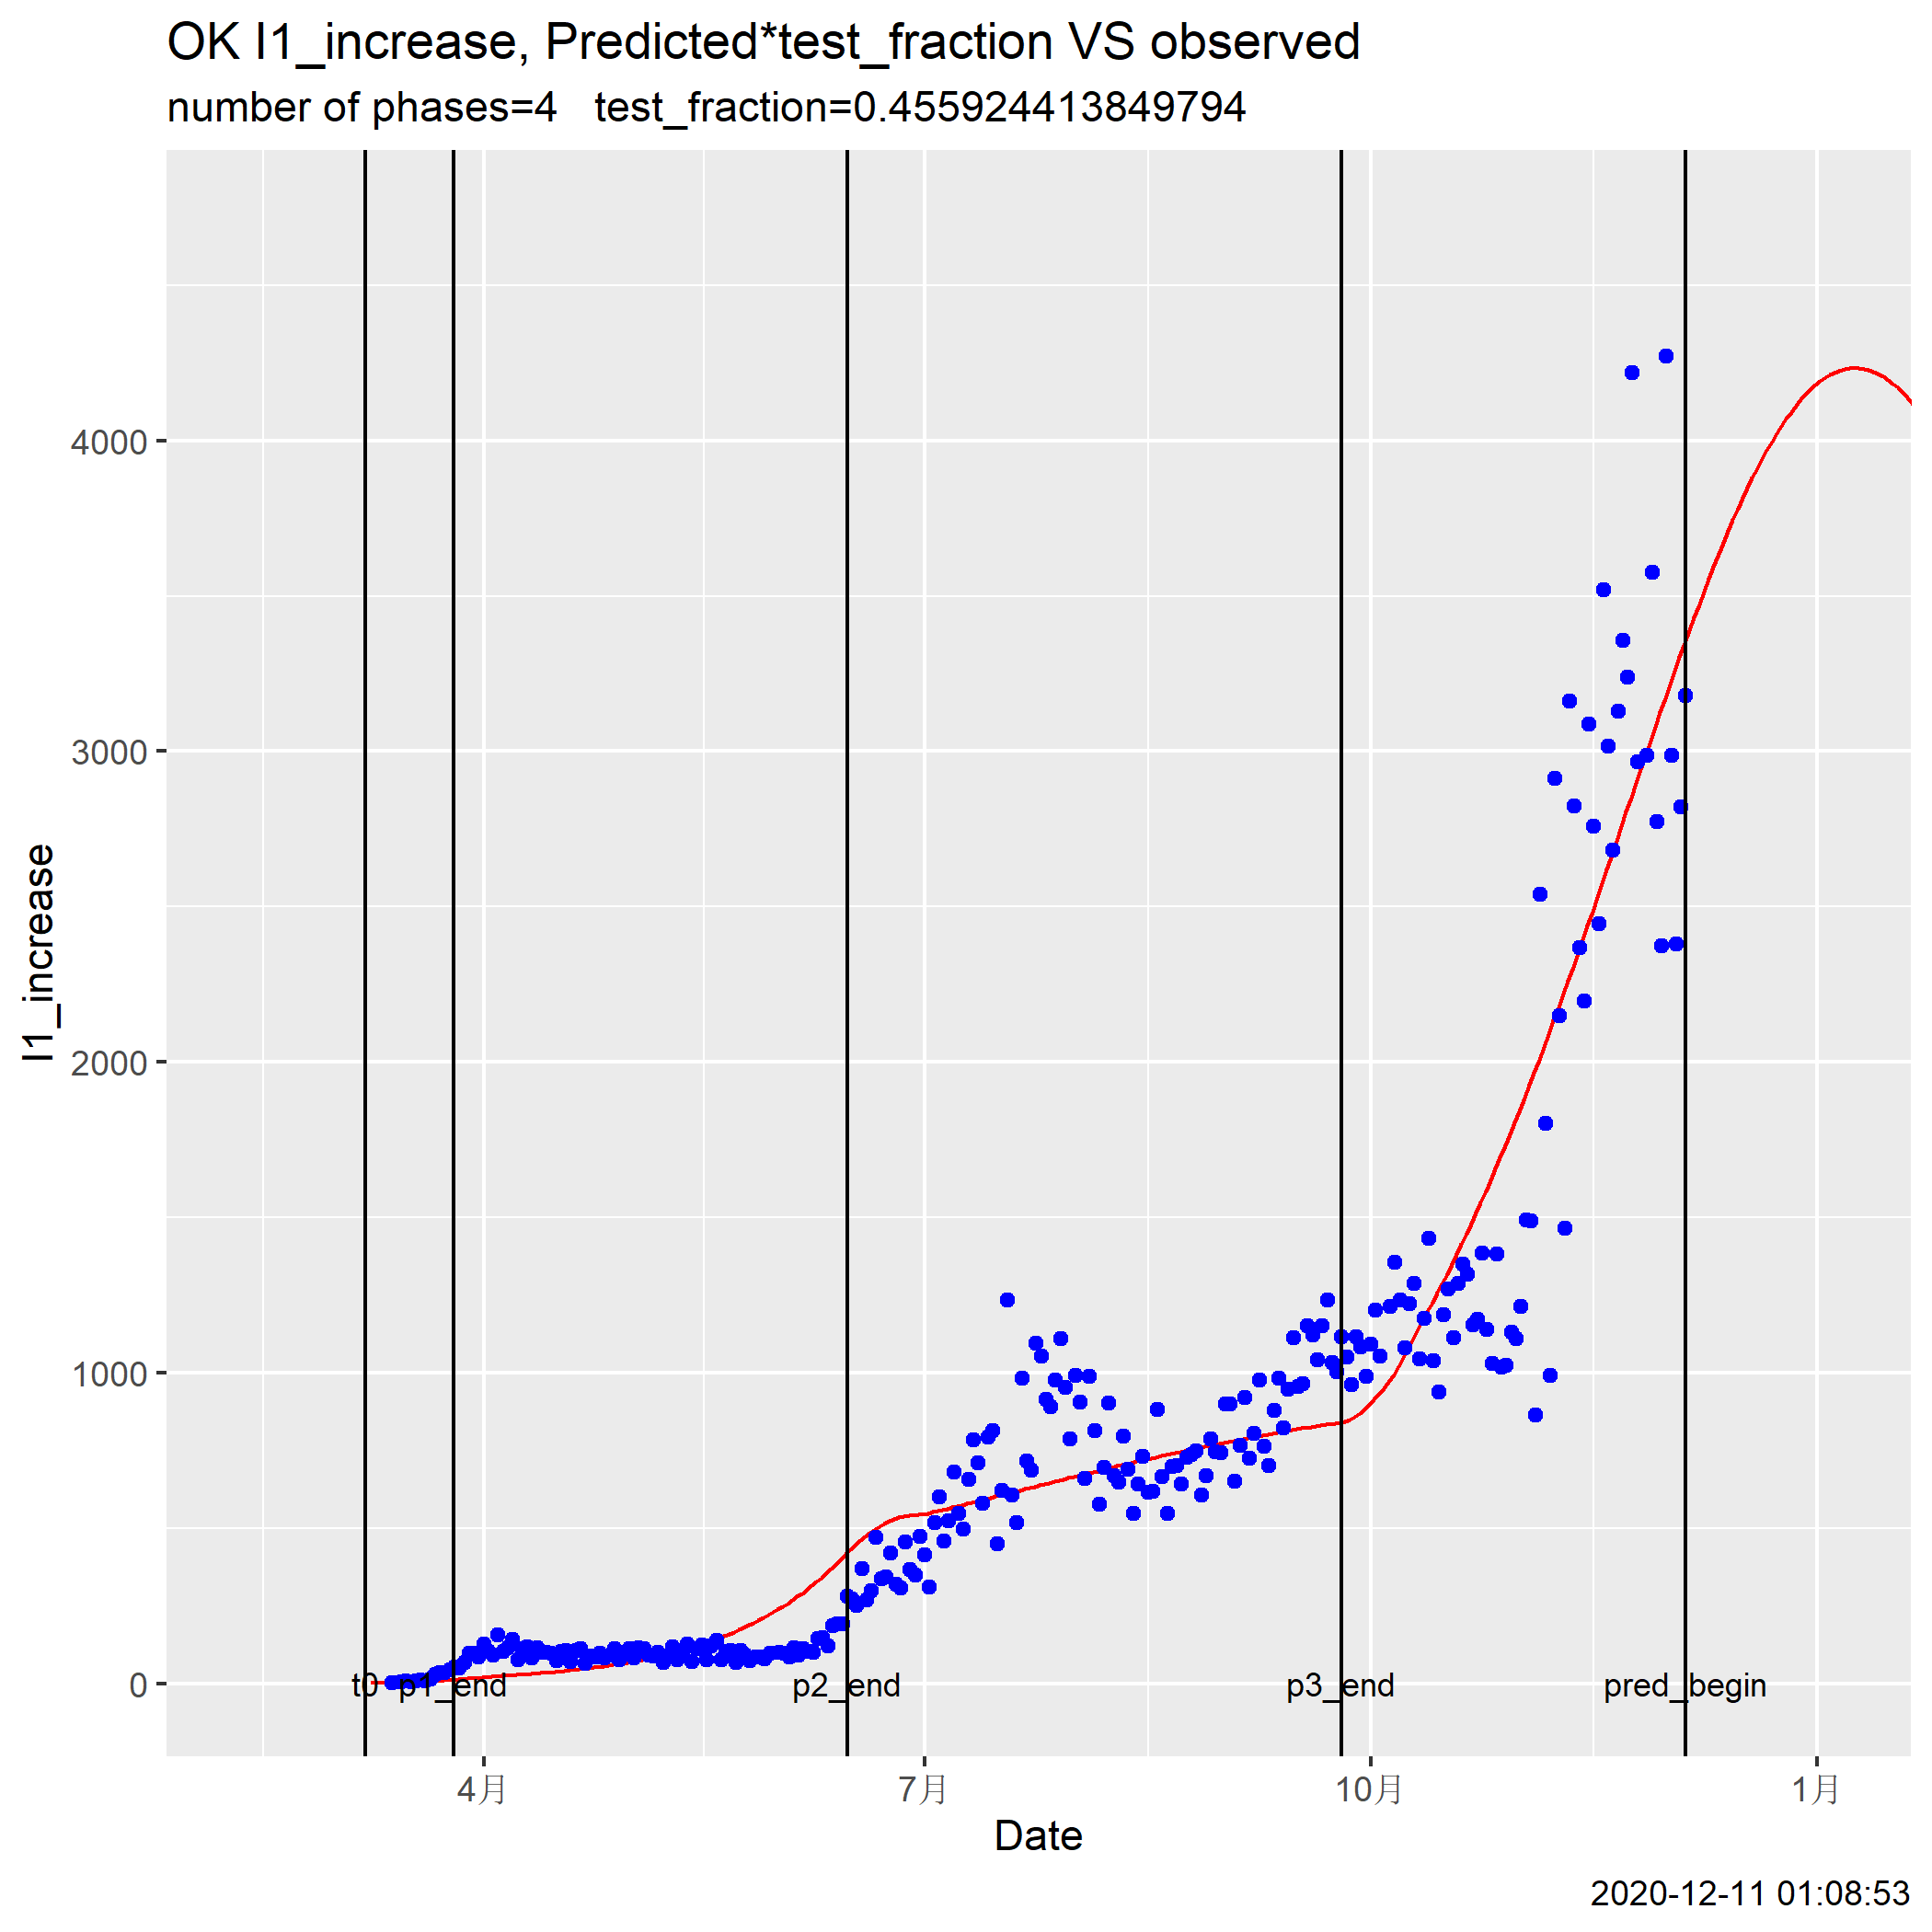 OK I1_increase, Predicted*test_fraction VS observed
number of phases=4   test_fraction=0.455924413849794
I1_increase
4000
3000
2000
1000
0
t0 p1_end p2_end p3_end pred_begin
4月 7月 10月 1月
Date
2020-12-11 01:08:53